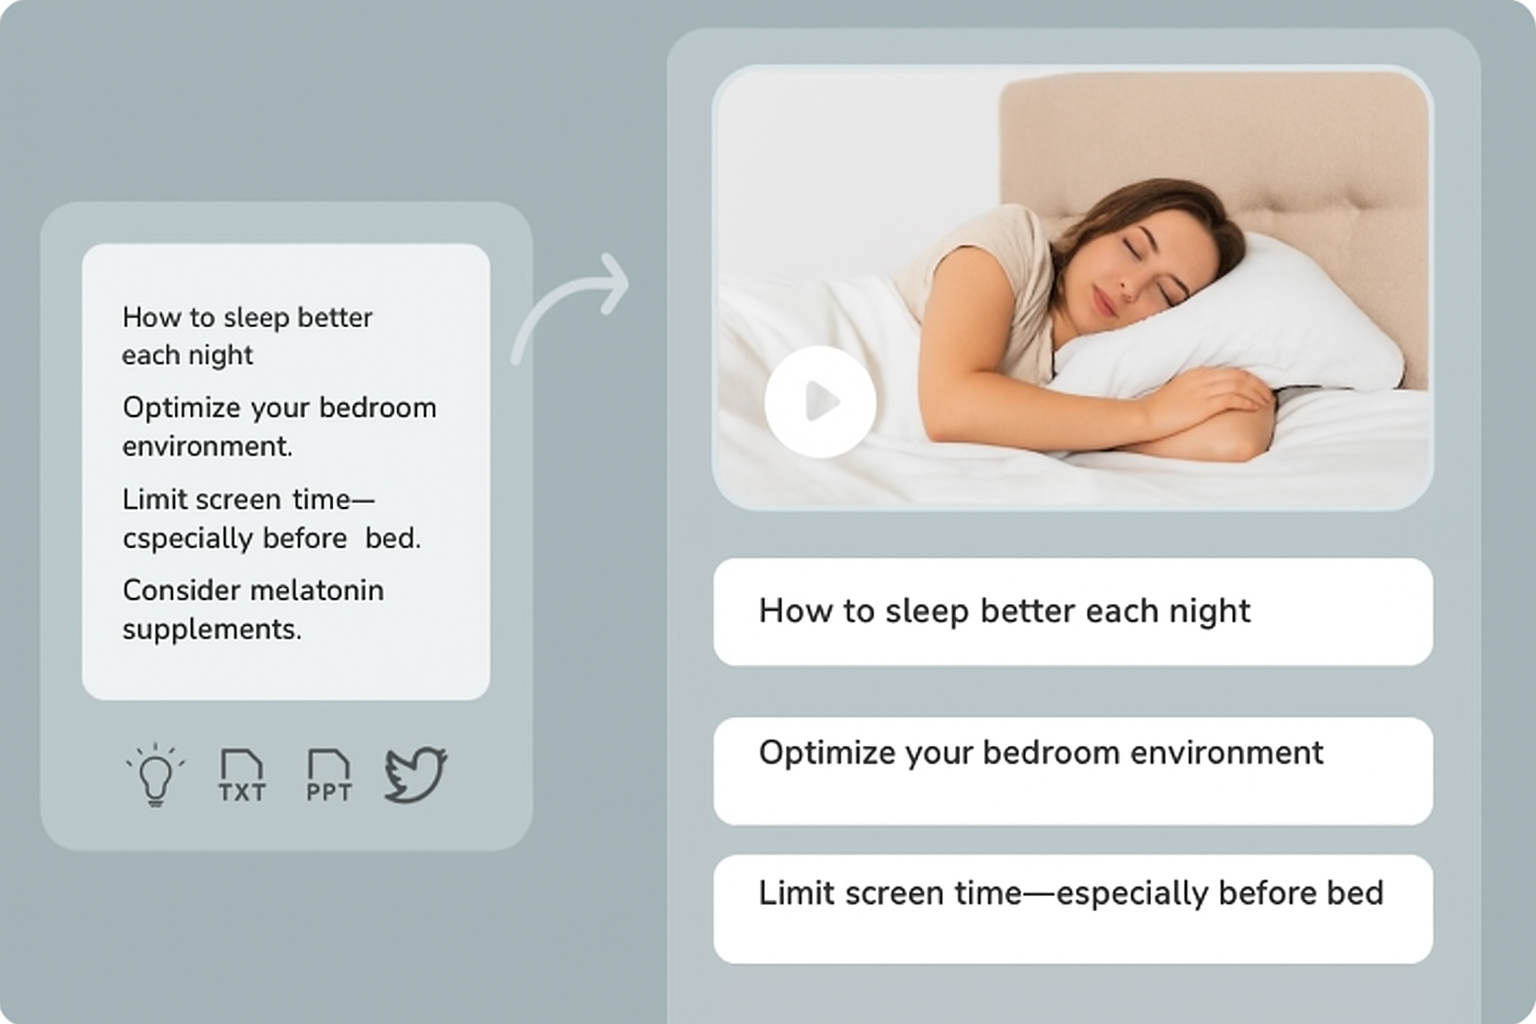 How to sleep better
each night
Optimize your bedroom
environment.
Limit screen time—
cspecially before bed.
Consider melatonin
supplements.
TXT
PPT
How to sleep better each night
Optimize your bedroom environment
Limit screen time—especially before bed